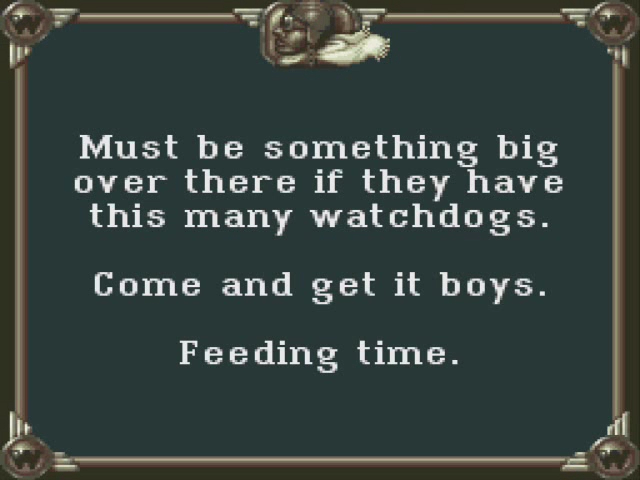 Must be something big
over there if they have
this many watchdogs.
Come and get it boys.
Feeding time.